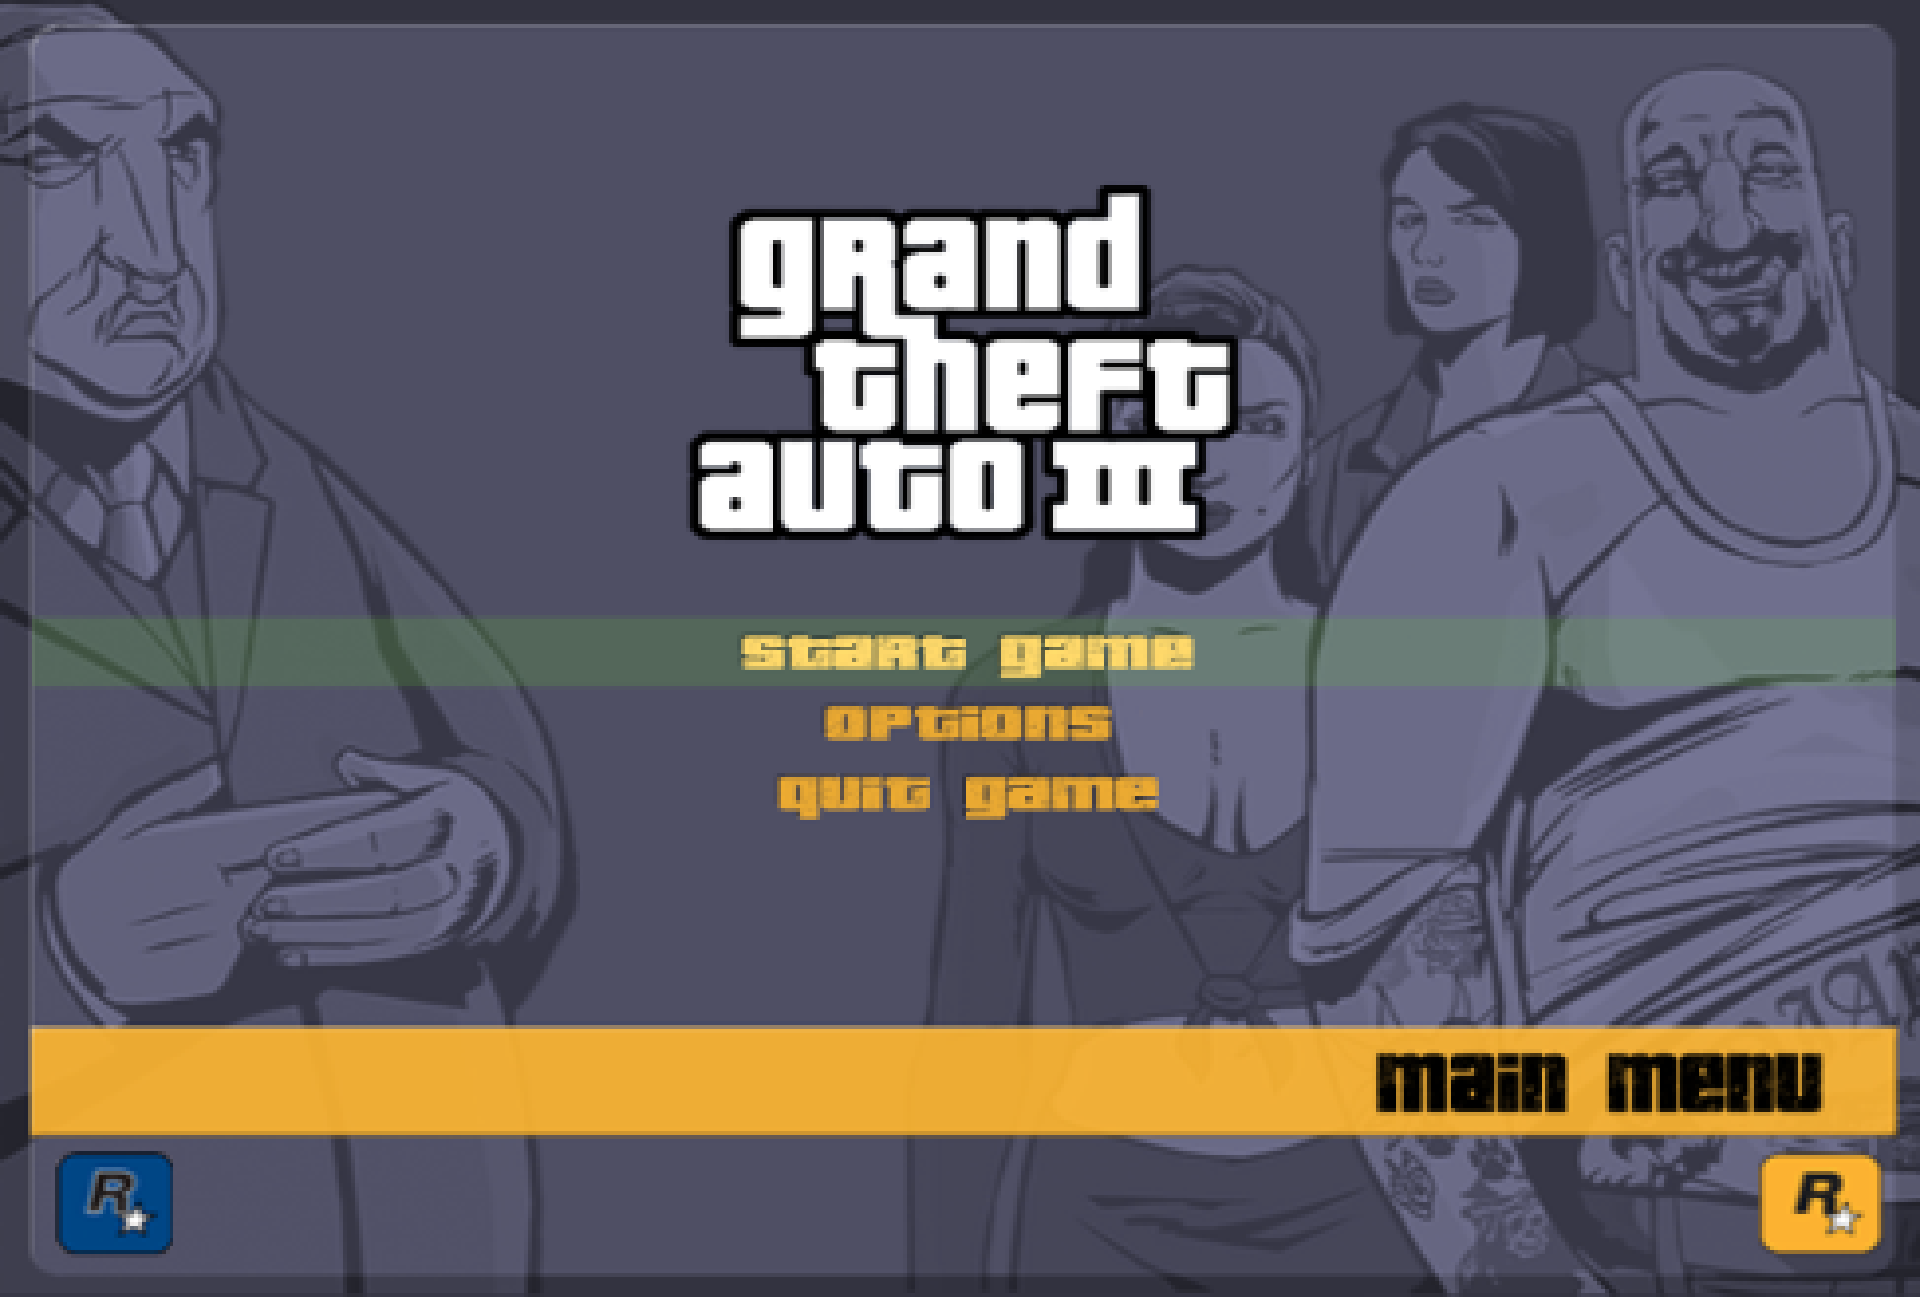 grand
theft
auto III
start game
options
quit game
main menu
R
R